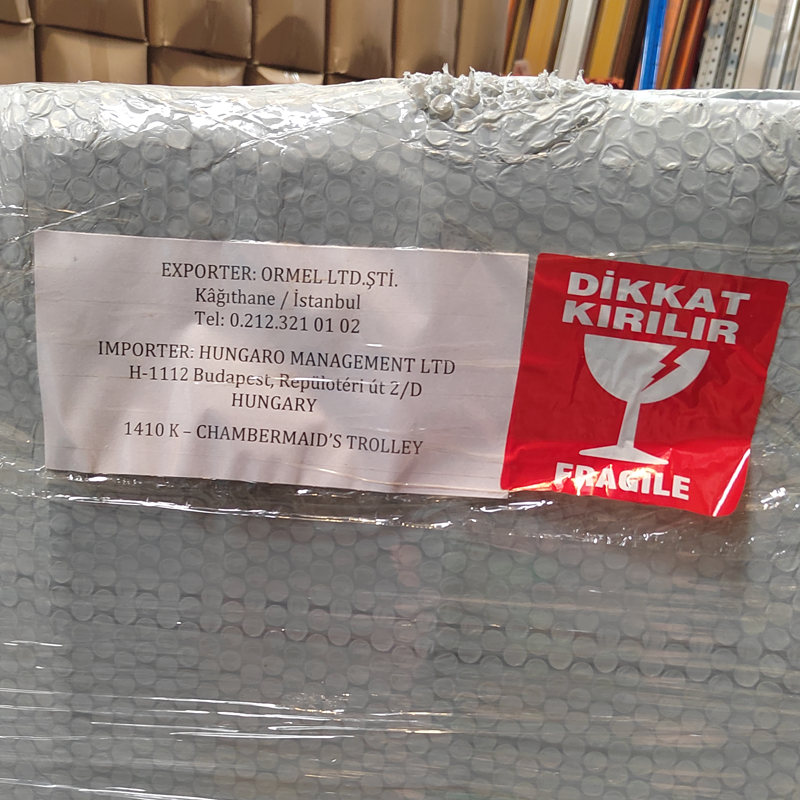 EXPORTER: ORMEL LTD.ŞTİ.
Kâğıthane / İstanbul
Tel: 0.212.321 01 02
IMPORTER: HUNGARO MANAGEMENT LTD
H-1112 Budapest, Repülőtéri út 2/D
HUNGARY
1410 K – CHAMBERMAID'S TROLLEY
DİKKAT
KIRILIR
FRAGILE